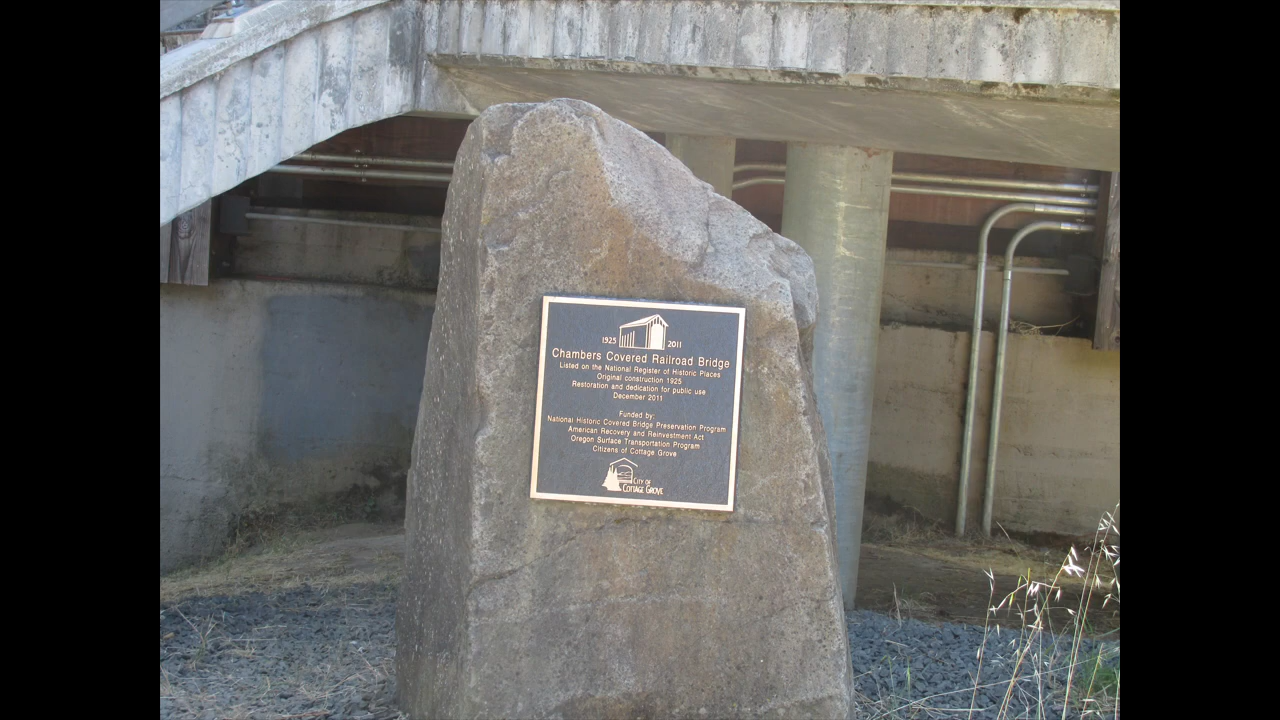 1925 2011
Chambers Covered Railroad Bridge
Listed on the National Register of Historic Places
Original construction 1925
Restoration and dedication for public use
December 2011
Funded by:
National Historic Covered Bridge Preservation Program
American Recovery and Reinvestment Act
Oregon Surface Transportation Program
Citizens of Cottage Grove
CITY OF
COTTAGE GROVE